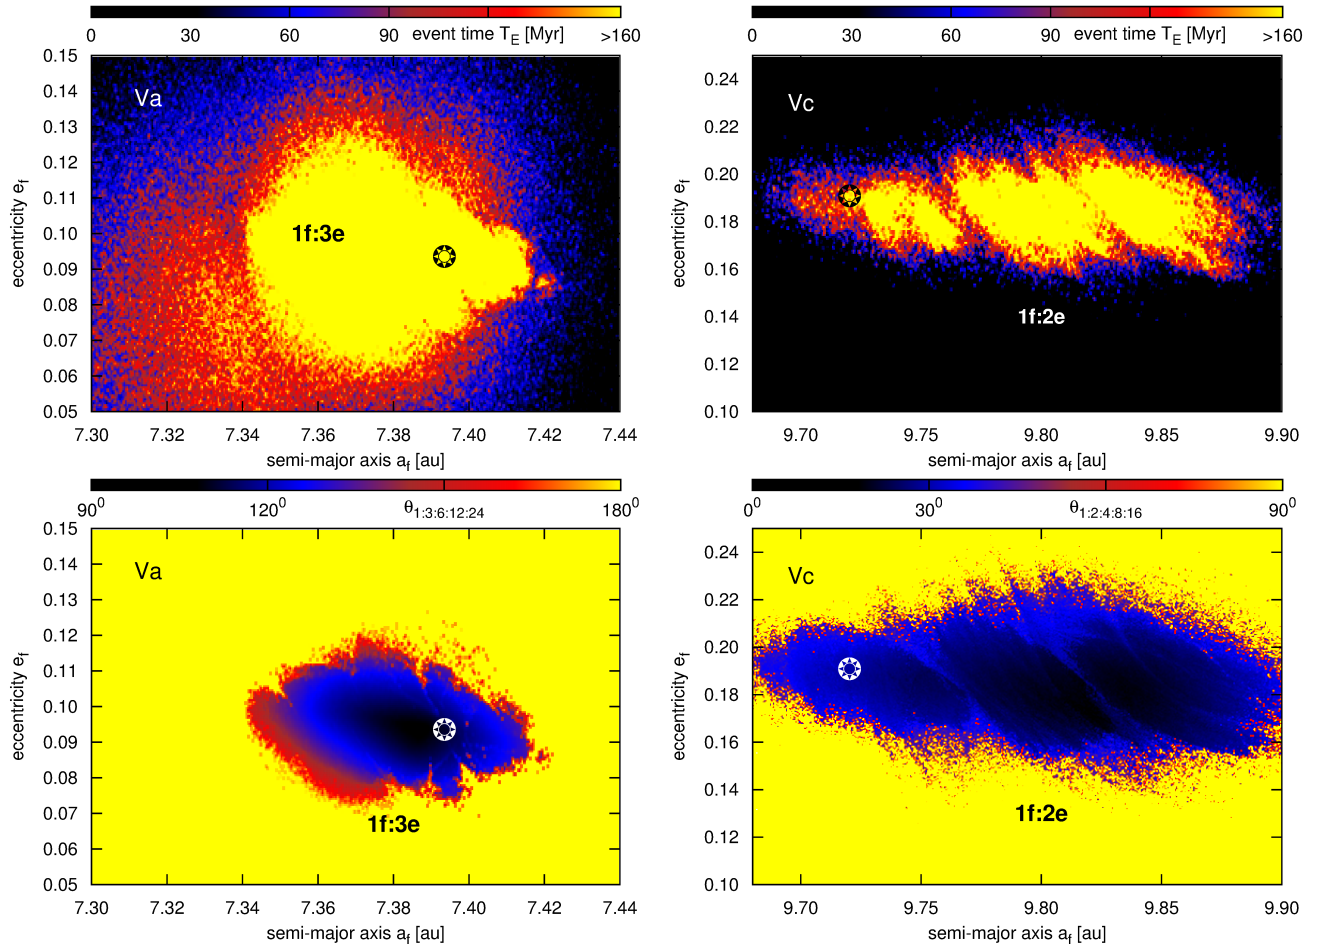 0 30 60 90 event time T_E [Myr] >160
0.15
0.14
0.13
0.12
0.11
0.10
0.09
0.08
0.07
0.06
0.05
eccentricity e_f
Va
1f:3e
7.30 7.32 7.34 7.36 7.38 7.40 7.42 7.44
semi-major axis a_f [au]
0 30 60 90 event time T_E [Myr] >160
0.24
0.22
0.20
0.18
0.16
0.14
0.12
0.10
eccentricity e_f
Vc
1f:2e
9.70 9.75 9.80 9.85 9.90
semi-major axis a_f [au]
90⁰ 120⁰ θ_1:3:6:12:24 180⁰
0.15
0.14
0.13
0.12
0.11
0.10
0.09
0.08
0.07
0.06
0.05
eccentricity e_f
Va
1f:3e
7.30 7.32 7.34 7.36 7.38 7.40 7.42 7.44
semi-major axis a_f [au]
0⁰ 30⁰ θ_1:2:4:8:16 90⁰
0.24
0.22
0.20
0.18
0.16
0.14
0.12
0.10
eccentricity e_f
Vc
1f:2e
9.70 9.75 9.80 9.85 9.90
semi-major axis a_f [au]